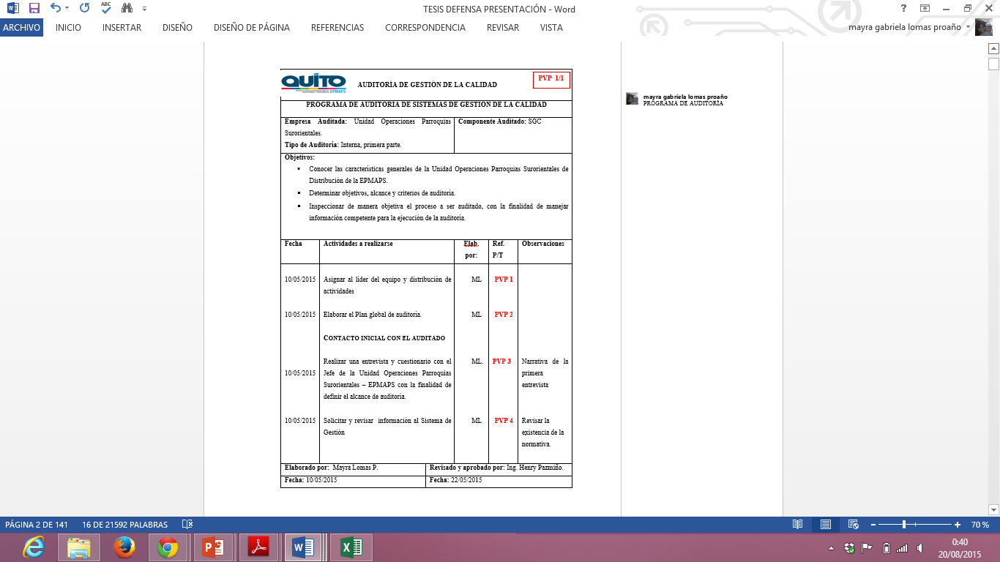 TESIS DEFENSA PRESENTACIÓN - Word
ARCHIVO INICIO INSERTAR DISEÑO DISEÑO DE PÁGINA REFERENCIAS CORRESPONDENCIA REVISAR VISTA
mayra gabriela lomas proaño
QUITO
EPMAPS
AUDITORÍA DE GESTIÓN DE LA CALIDAD
PVP 1/1
PROGRAMA DE AUDITORIA DE SISTEMAS DE GESTION DE LA CALIDAD
Empresa Auditada: Unidad Operaciones Parroquias
Surorientales.
Tipo de Auditoría: Interna, primera parte.
Componente Auditado: SGC
Objetivos:
▪ Conocer las características generales de la Unidad Operaciones Parroquias Surorientales de
Distribución de la EPMAPS.
▪ Determinar objetivos, alcance y criterios de auditoria.
▪ Inspeccionar de manera objetiva el proceso a ser auditado, con la finalidad de manejar
información competente para la ejecución de la auditoria.
Fecha
Actividades a realizarse
Elab.
por:
Ref.
P/T
Observaciones
10/05/2015
Asignar al líder del equipo y distribución de
actividades
ML
PVP 1
10/05/2015
Elaborar el Plan global de auditoria.
ML
PVP 2
CONTACTO INICIAL CON EL AUDITADO
10/05/2015
Realizar una entrevista y cuestionario con el
Jefe de la Unidad Operaciones Parroquias
Surorientales – EPMAPS con la finalidad de
definir el alcance de auditoría.
ML.
PVP 3
Narrativa de la
primera
entrevista
10/05/2015
Solicitar y revisar información al Sistema de
Gestión
ML
PVP 4
Revisar la
existencia de la
normativa.
Elaborado por: Mayra Lomas P.
Revisado y aprobado por: Ing. Henry Pazmiño.
Fecha: 10/05/2015
Fecha: 22/05/2015
mayra gabriela lomas proaño
PROGRAMA DE AUDITORÍA
PÁGINA 2 DE 141 16 DE 21592 PALABRAS
70 %
0:40
20/08/2015